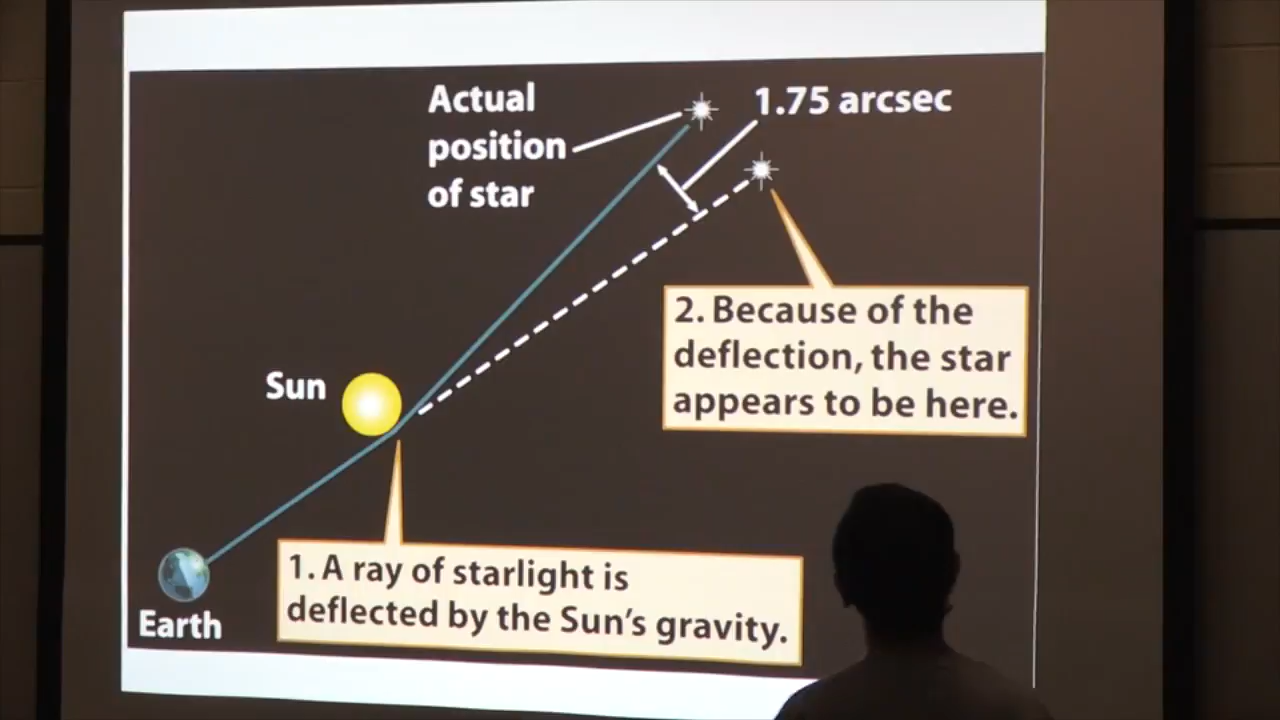 Actual
position
of star
1.75 arcsec
Sun
2. Because of the
deflection, the star
appears to be here.
1. A ray of starlight is
deflected by the Sun's gravity.
Earth